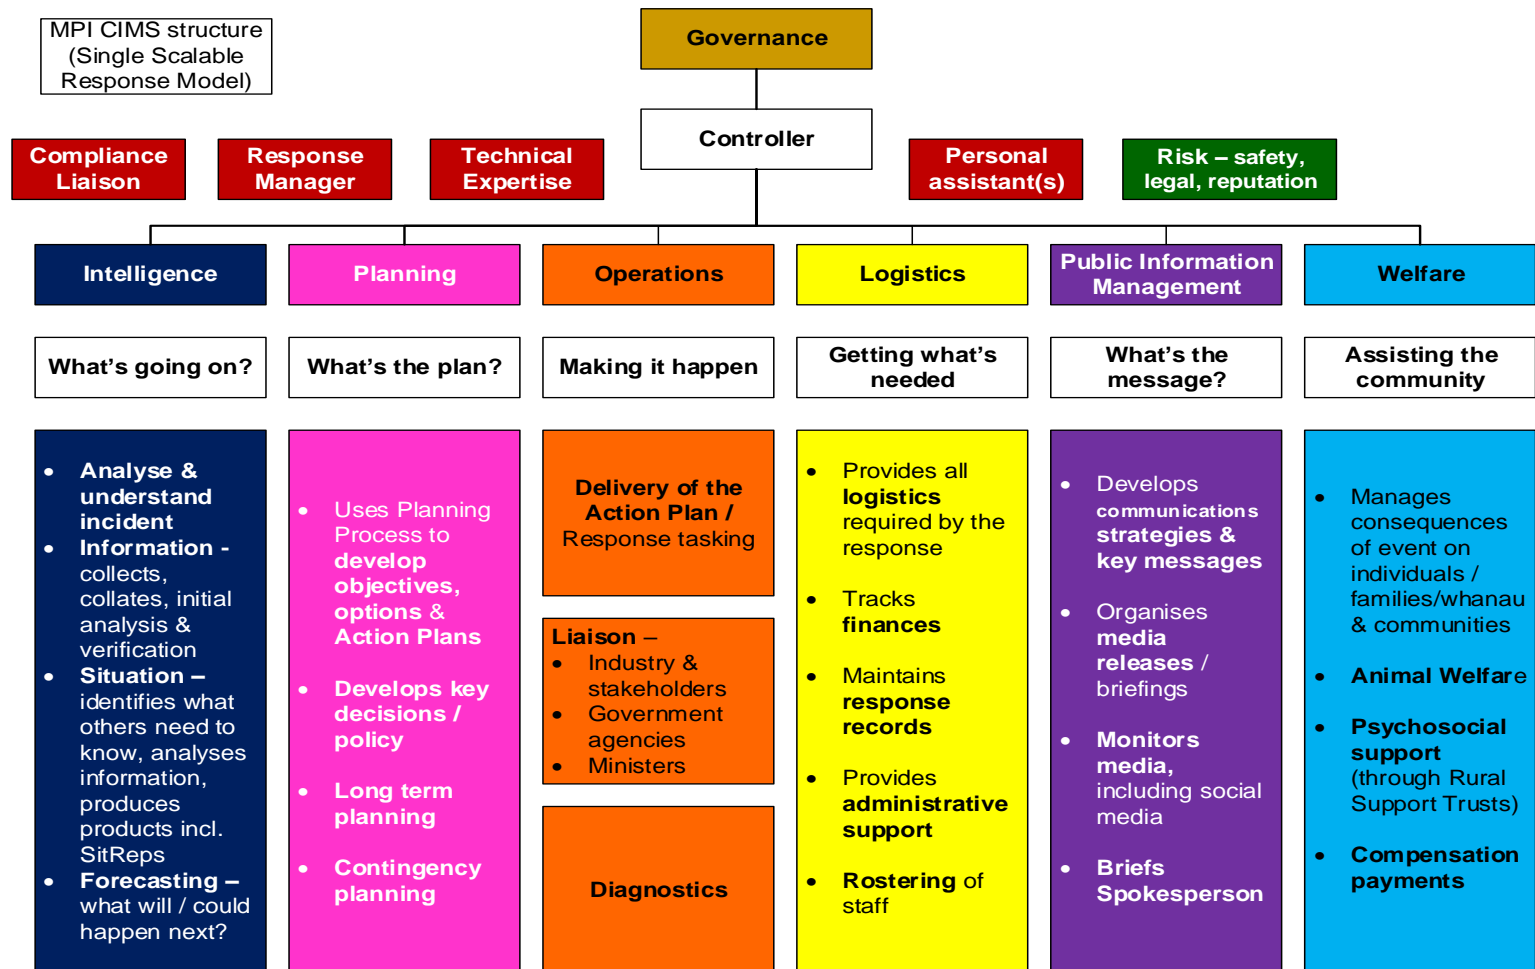 MPI CIMS structure
(Single Scalable
Response Model)
Governance
Controller
Compliance
Liaison
Response
Manager
Technical
Expertise
Personal
assistant(s)
Risk – safety,
legal, reputation
Intelligence
Planning
Operations
Logistics
Public Information
Management
Welfare
What's going on?
What's the plan?
Making it happen
Getting what's
needed
What's the
message?
Assisting the
community
• Analyse &
understand
incident
• Information -
collects,
collates, initial
analysis &
verification
• Situation –
identifies what
others need to
know, analyses
information,
produces
products incl.
SitReps
• Forecasting –
what will / could
happen next?
• Uses Planning
Process to
develop
objectives,
options &
Action Plans
• Develops key
decisions /
policy
• Long term
planning
• Contingency
planning
Delivery of the
Action Plan /
Response tasking
Liaison –
• Industry &
stakeholders
• Government
agencies
• Ministers
Diagnostics
• Provides all
logistics
required by the
response
• Tracks
finances
• Maintains
response
records
• Provides
administrative
support
• Rostering of
staff
• Develops
communications
strategies &
key messages
• Organises
media
releases /
briefings
• Monitors
media,
including social
media
• Briefs
Spokesperson
• Manages
consequences
of event on
individuals /
families/whanau
& communities
• Animal Welfare
• Psychosocial
support
(through Rural
Support Trusts)
• Compensation
payments